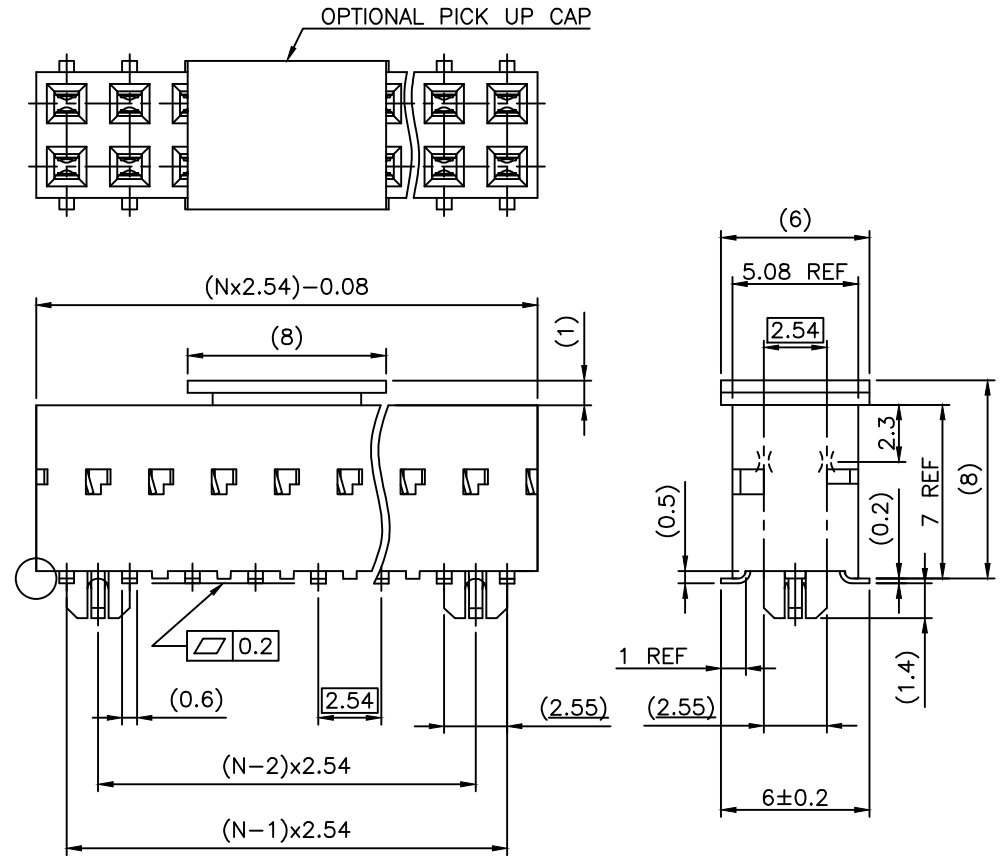 OPTIONAL PICK UP CAP
(6)
5.08 REF
(Nx2.54)-0.08
(8)
(1)
2.54
2.3
7 REF
(8)
(0.5)
(0.2)
0.2
1 REF
(1.4)
(0.6)
2.54
(2.55)
(2.55)
(N-2)x2.54
6±0.2
(N-1)x2.54